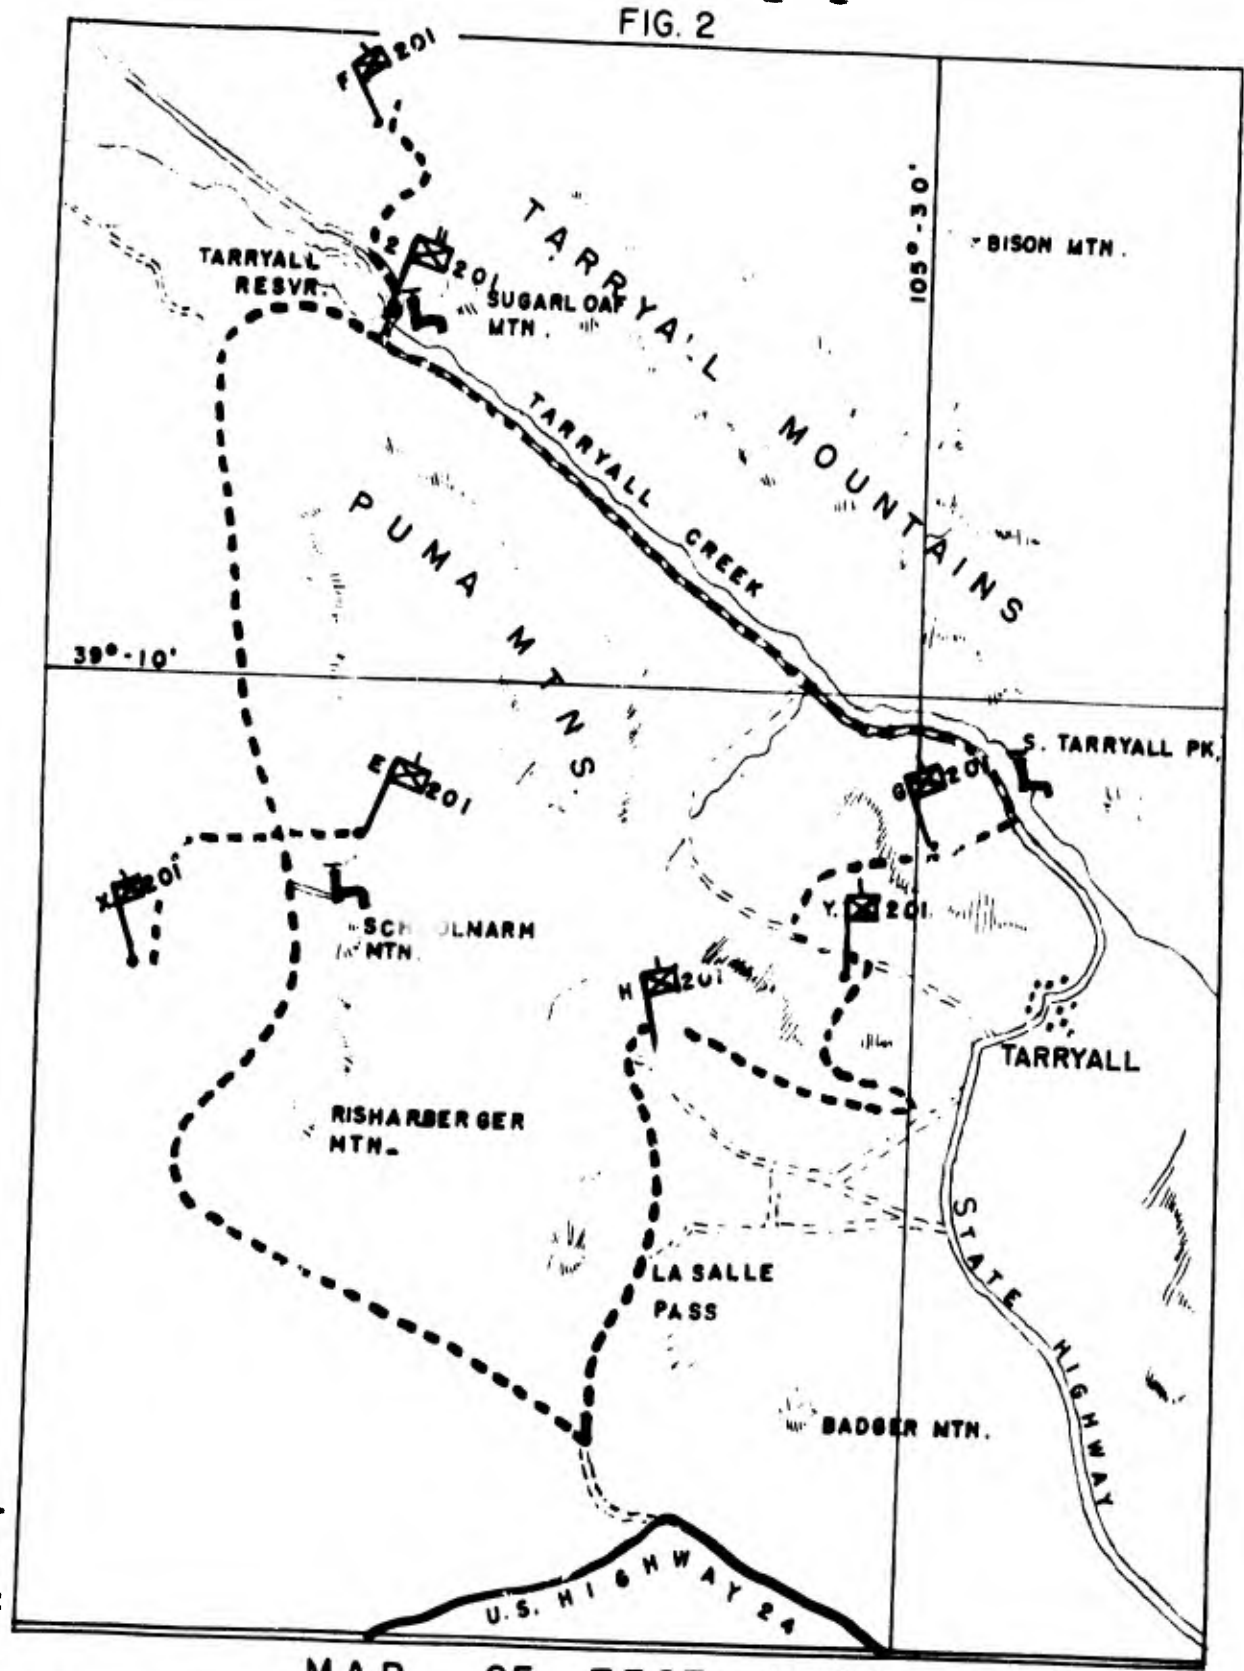 FIG. 2
F 201
2 201
TARRYALL
RESVR.
SUGARLOAF
MTN.
TARRYALL MOUNTAINS
105°-30'
BISON MTN.
TARRYALL CREEK
PUMA MTNS.
39°-10'
S. TARRYALL PK.
E 201
G 201
X 201
Y. 201
MTN.
H 201
TARRYALL
RISHARBERGER
MTN.
STATE HIGHWAY
LA SALLE
PASS
BADGER MTN.
U.S. HIGHWAY 24
MAP OF